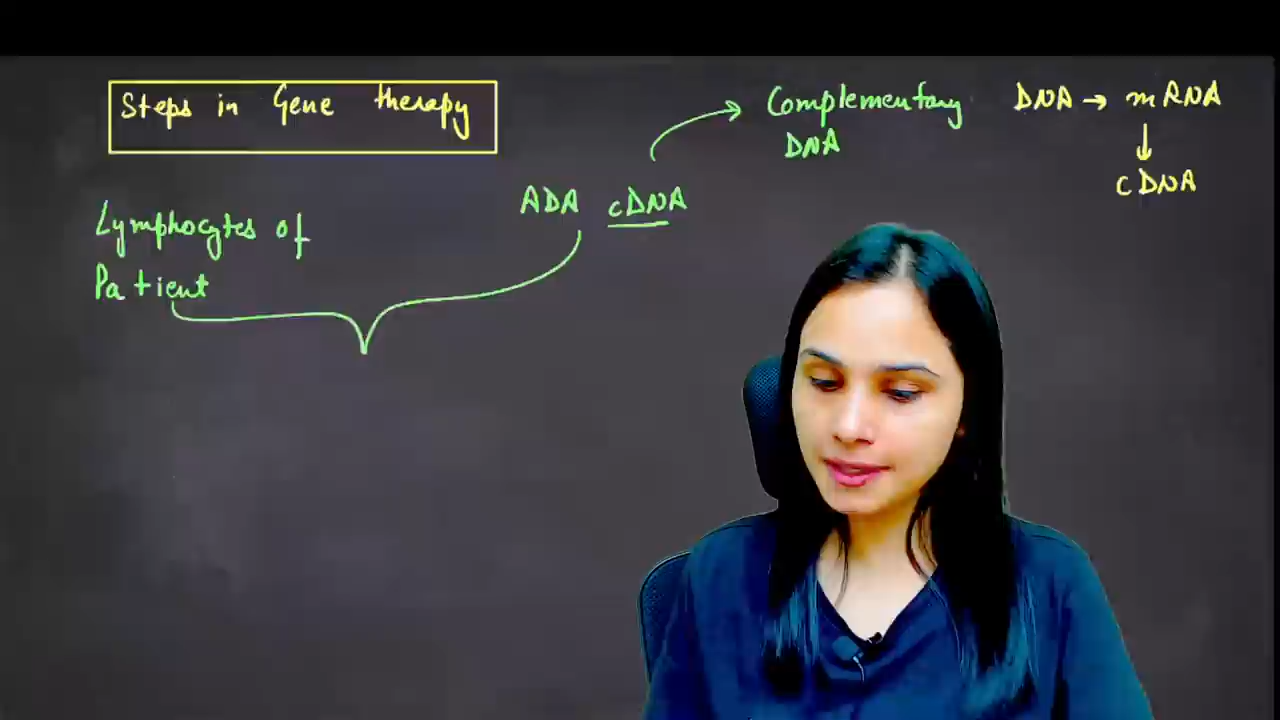 Steps in Gene therapy
Complementary
DNA
DNA → mRNA
↓
cDNA
ADA cDNA
Lymphocytes of
Patient